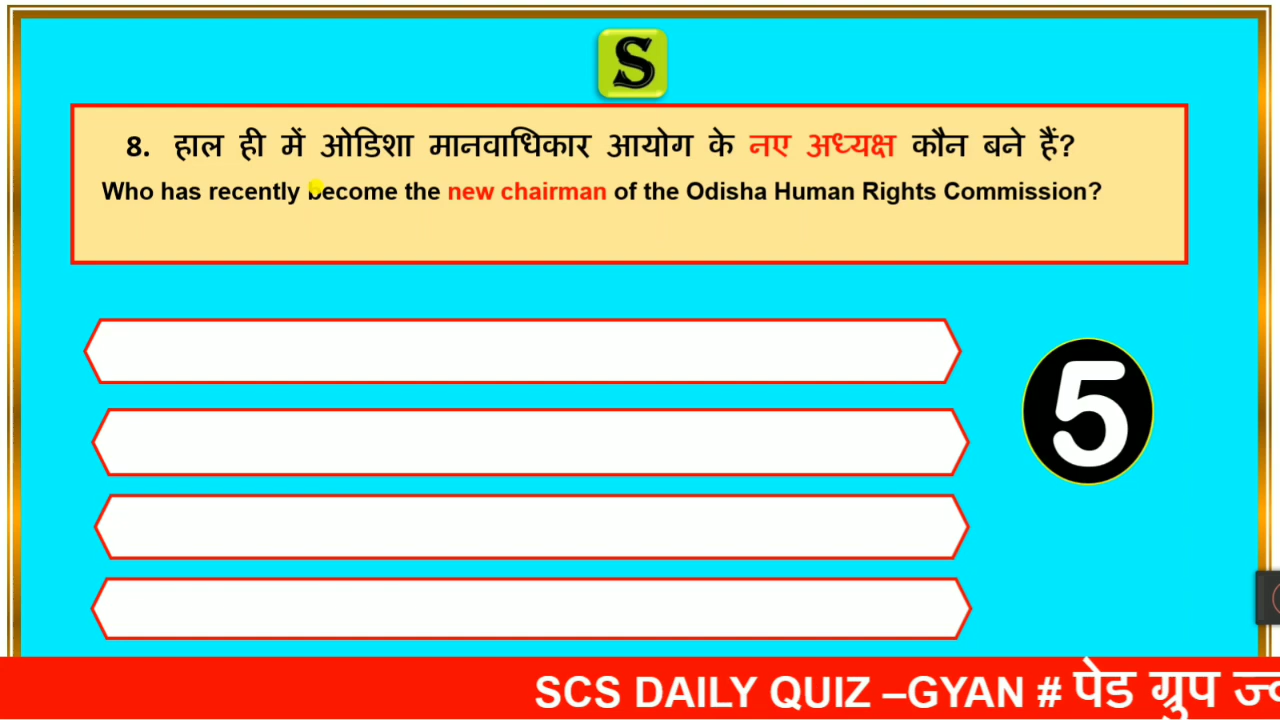 S
8. हाल ही में ओडिशा मानवाधिकार आयोग के नए अध्यक्ष कौन बने हैं?
Who has recently become the new chairman of the Odisha Human Rights Commission?
5
SCS DAILY QUIZ –GYAN # पेड ग्रुप